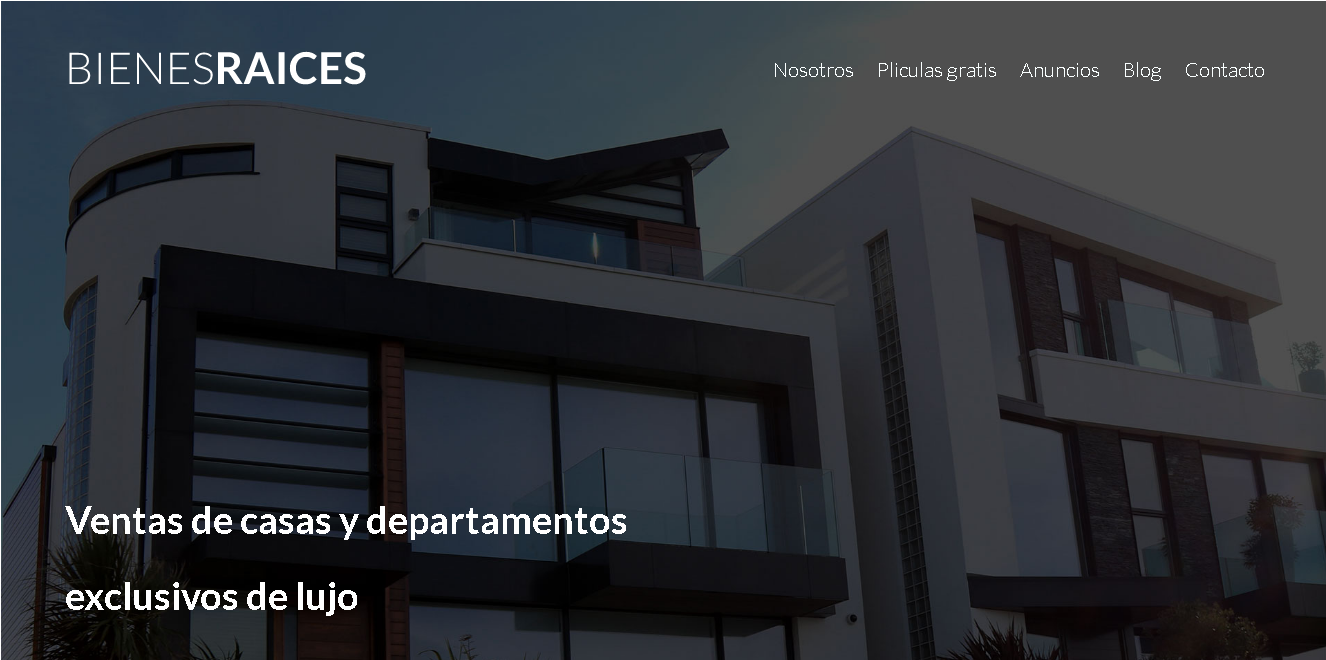 BIENESRAICES
Nosotros Pliculas gratis Anuncios Blog Contacto
Ventas de casas y departamentos
exclusivos de lujo